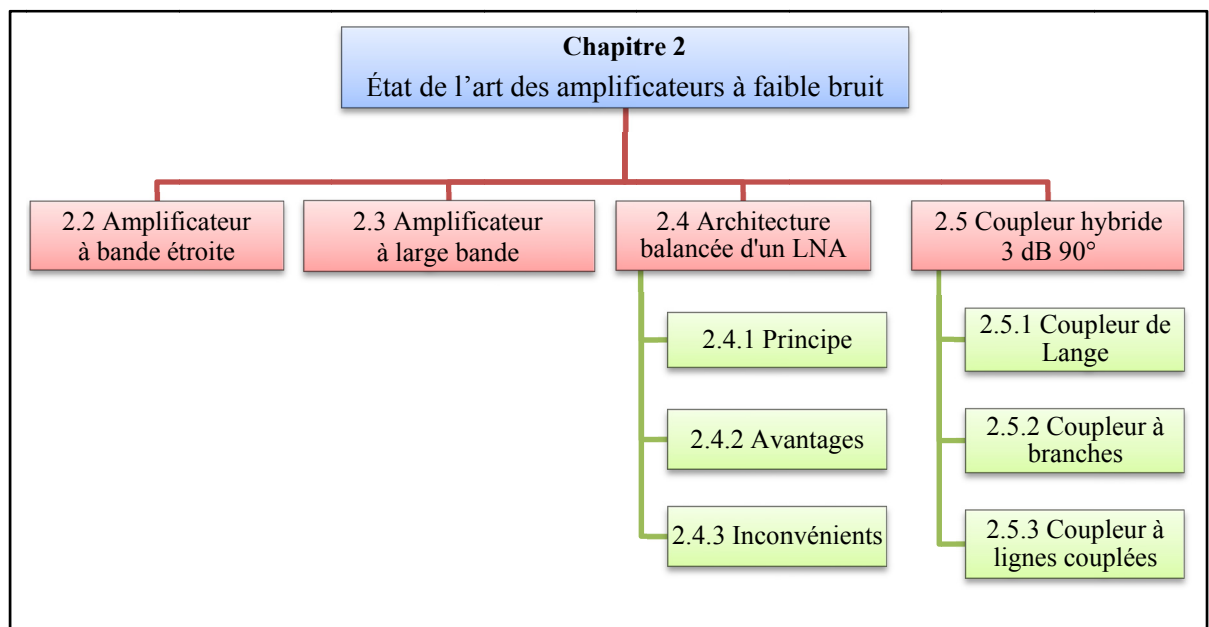 Chapitre 2
État de l’art des amplificateurs à faible bruit
2.2 Amplificateur
à bande étroite
2.3 Amplificateur
à large bande
2.4 Architecture
balancée d'un LNA
2.5 Coupleur hybride
3 dB 90°
2.4.1 Principe
2.4.2 Avantages
2.4.3 Inconvénients
2.5.1 Coupleur de
Lange
2.5.2 Coupleur à
branches
2.5.3 Coupleur à
lignes couplées